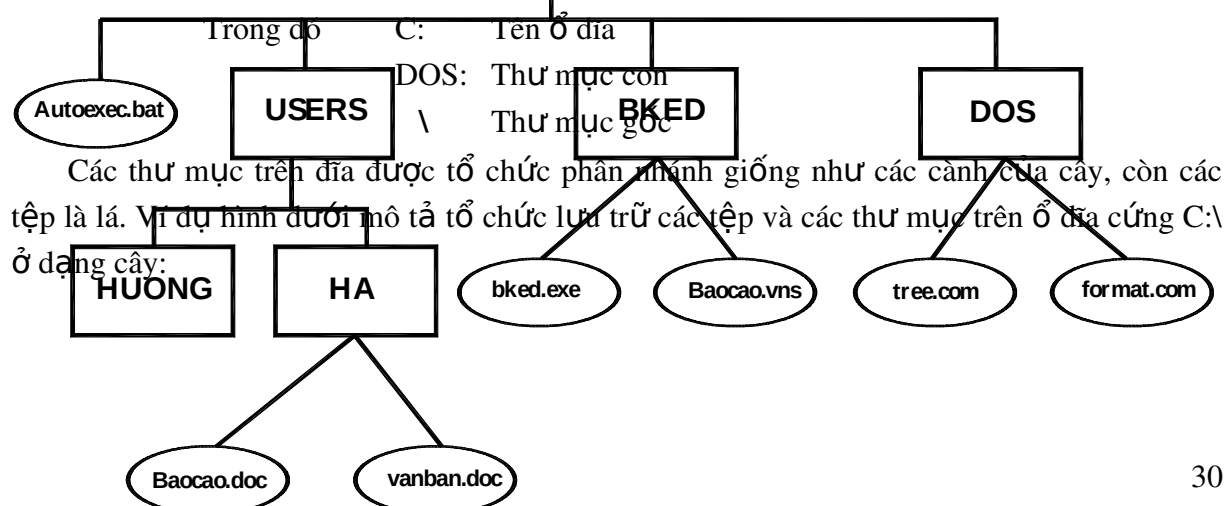 Trong đó C: Tên ổ đĩa
DOS: Thư mục con
\ Thư mục gốc
Autoexec.bat USERS BKED DOS
Các thư mục trên đĩa được tổ chức phân nhánh giống như các cành của cây, còn các
tệp là lá. Ví dụ hình dưới mô tả tổ chức lưu trữ các tệp và các thư mục trên ổ đĩa cứng C:\
ở dạng cây:
HUONG HA bked.exe Baocao.vns tree.com format.com
Baocao.doc vanban.doc
30